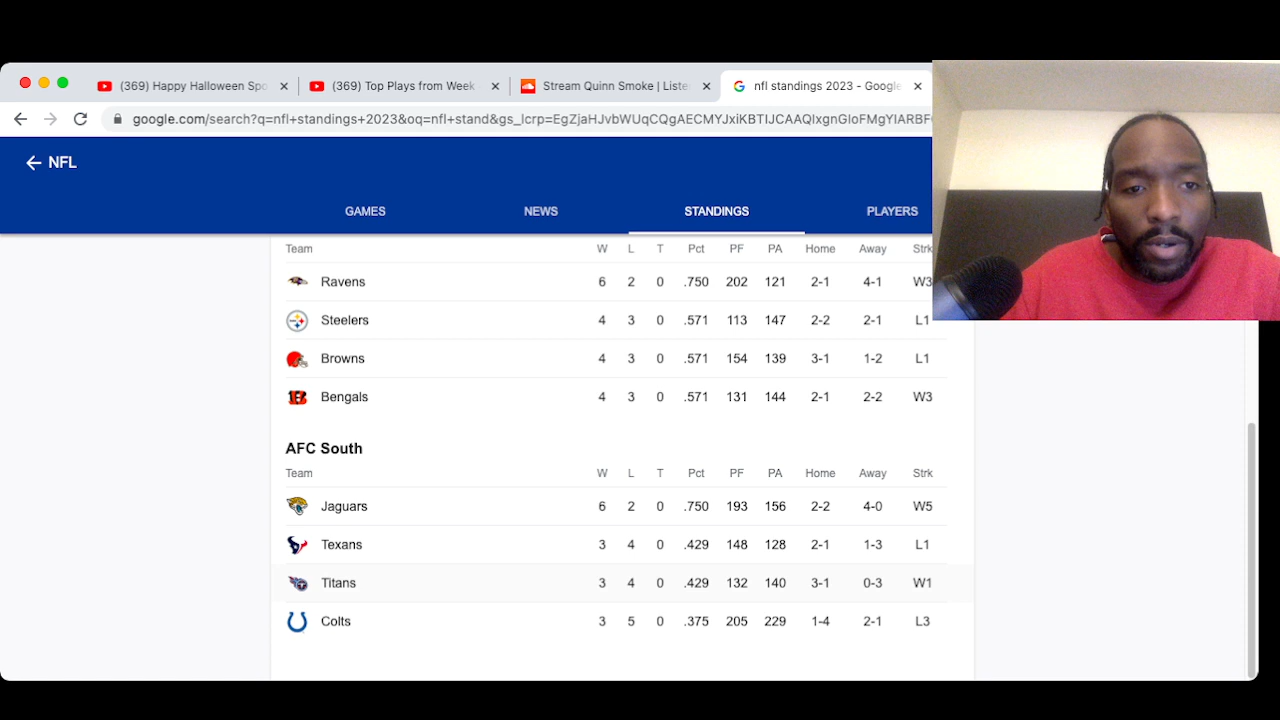 (369) Happy Halloween Spo
(369) Top Plays from Week
Stream Quinn Smoke | Liste
nfl standings 2023 - Google
google.com/search?q=nfl+standings+2023&oq=nfl+stand&gs_lcrp=EgZjaHJvbWUqCQgAECMYJxiKBTIJCAAQIxgnGIoFMgYIARBF
NFL
GAMES NEWS STANDINGS PLAYERS
Team W L T Pct PF PA Home Away Strk
Ravens 6 2 0 .750 202 121 2-1 4-1 W3
Steelers 4 3 0 .571 113 147 2-2 2-1 L1
Browns 4 3 0 .571 154 139 3-1 1-2 L1
Bengals 4 3 0 .571 131 144 2-1 2-2 W3
AFC South
Team W L T Pct PF PA Home Away Strk
Jaguars 6 2 0 .750 193 156 2-2 4-0 W5
Texans 3 4 0 .429 148 128 2-1 1-3 L1
Titans 3 4 0 .429 132 140 3-1 0-3 W1
Colts 3 5 0 .375 205 229 1-4 2-1 L3